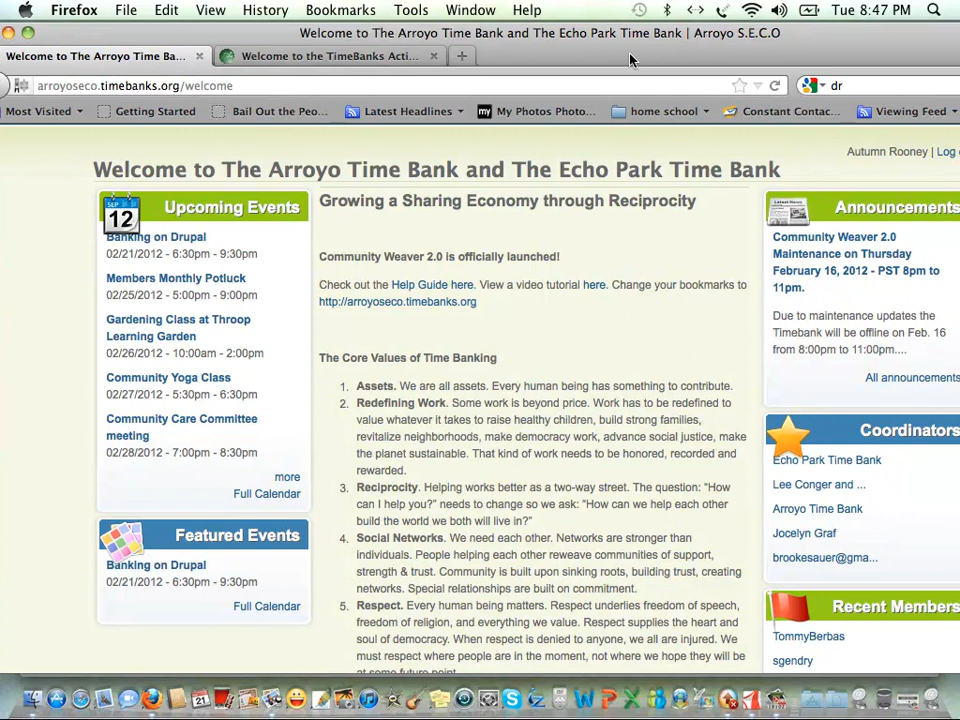 Firefox File Edit View History Bookmarks Tools Window Help Tue 8:47 PM
Welcome to The Arroyo Time Bank and The Echo Park Time Bank | Arroyo S.E.C.O
Welcome to The Arroyo Time Ba... Welcome to the TimeBanks Acti...
arroyoseco.timebanks.org/welcome dr
Most Visited Getting Started Bail Out the Peo... Latest Headlines my My Photos Photo... home school Constant Contac... Viewing Feed
Autumn Rooney | Log
Welcome to The Arroyo Time Bank and The Echo Park Time Bank
SEP
12
Upcoming Events
Banking on Drupal
02/21/2012 - 6:30pm - 9:30pm
Members Monthly Potluck
02/25/2012 - 5:00pm - 9:00pm
Gardening Class at Throop
Learning Garden
02/26/2012 - 10:00am - 2:00pm
Community Yoga Class
02/27/2012 - 5:30pm - 6:30pm
Community Care Committee
meeting
02/28/2012 - 7:00pm - 8:30pm
more
Full Calendar
Featured Events
Banking on Drupal
02/21/2012 - 6:30pm - 9:30pm
Full Calendar
Growing a Sharing Economy through Reciprocity
Community Weaver 2.0 is officially launched!
Check out the Help Guide here. View a video tutorial here. Change your bookmarks to
http://arroyoseco.timebanks.org
The Core Values of Time Banking
1. Assets. We are all assets. Every human being has something to contribute.
2. Redefining Work. Some work is beyond price. Work has to be redefined to
value whatever it takes to raise healthy children, build strong families,
revitalize neighborhoods, make democracy work, advance social justice, make
the planet sustainable. That kind of work needs to be honored, recorded and
rewarded.
3. Reciprocity. Helping works better as a two-way street. The question: "How
can I help you?" needs to change so we ask: "How can we help each other
build the world we both will live in?"
4. Social Networks. We need each other. Networks are stronger than
individuals. People helping each other reweave communities of support,
strength & trust. Community is built upon sinking roots, building trust, creating
networks. Special relationships are built on commitment.
5. Respect. Every human being matters. Respect underlies freedom of speech,
freedom of religion, and everything we value. Respect supplies the heart and
soul of democracy. When respect is denied to anyone, we all are injured. We
must respect where people are in the moment, not where we hope they will be
at some future point.
Latest News
Announcements
Community Weaver 2.0
Maintenance on Thursday
February 16, 2012 - PST 8pm to
11pm.
Due to maintenance updates the
Timebank will be offline on Feb. 16
from 8:00pm to 11:00pm....
All announcements
Coordinators
Echo Park Time Bank
Lee Conger and ...
Arroyo Time Bank
Jocelyn Graf
brookesauer@gma...
Recent Members
TommyBerbas
sgendry